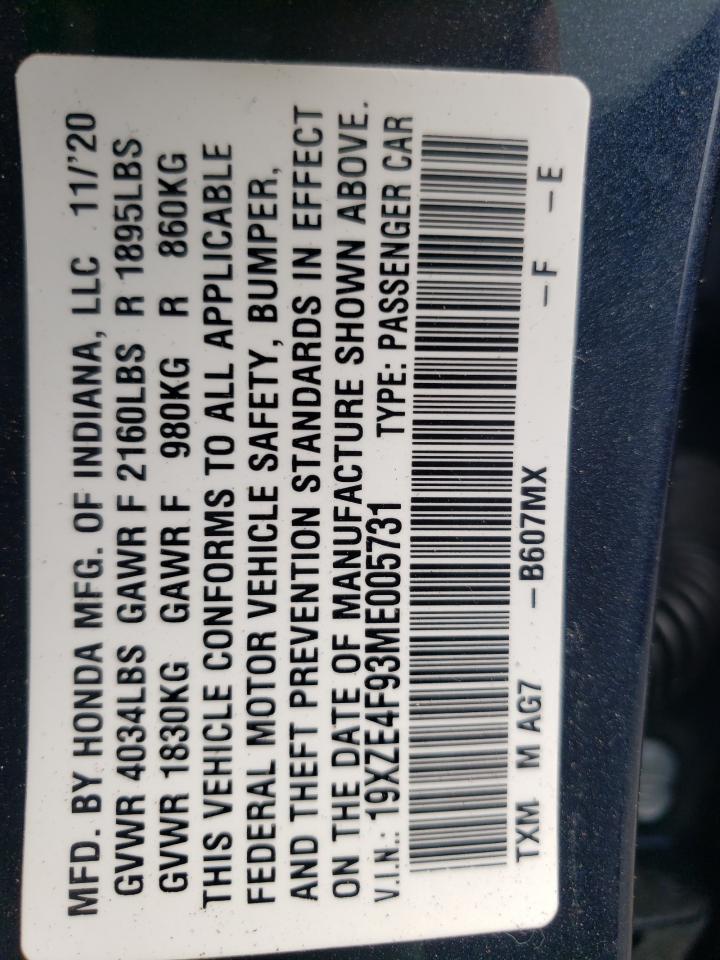 MFD. BY HONDA MFG. OF INDIANA, LLC 11/'20
GVWR 4034LBS GAWR F 2160LBS R 1895LBS
GVWR 1830KG GAWR F 980KG R 860KG
THIS VEHICLE CONFORMS TO ALL APPLICABLE
FEDERAL MOTOR VEHICLE SAFETY, BUMPER,
AND THEFT PREVENTION STANDARDS IN EFFECT
ON THE DATE OF MANUFACTURE SHOWN ABOVE.
V.I.N.: 19XZE4F93ME005731 TYPE: PASSENGER CAR
TXM M AG7 -B607MX -F -E